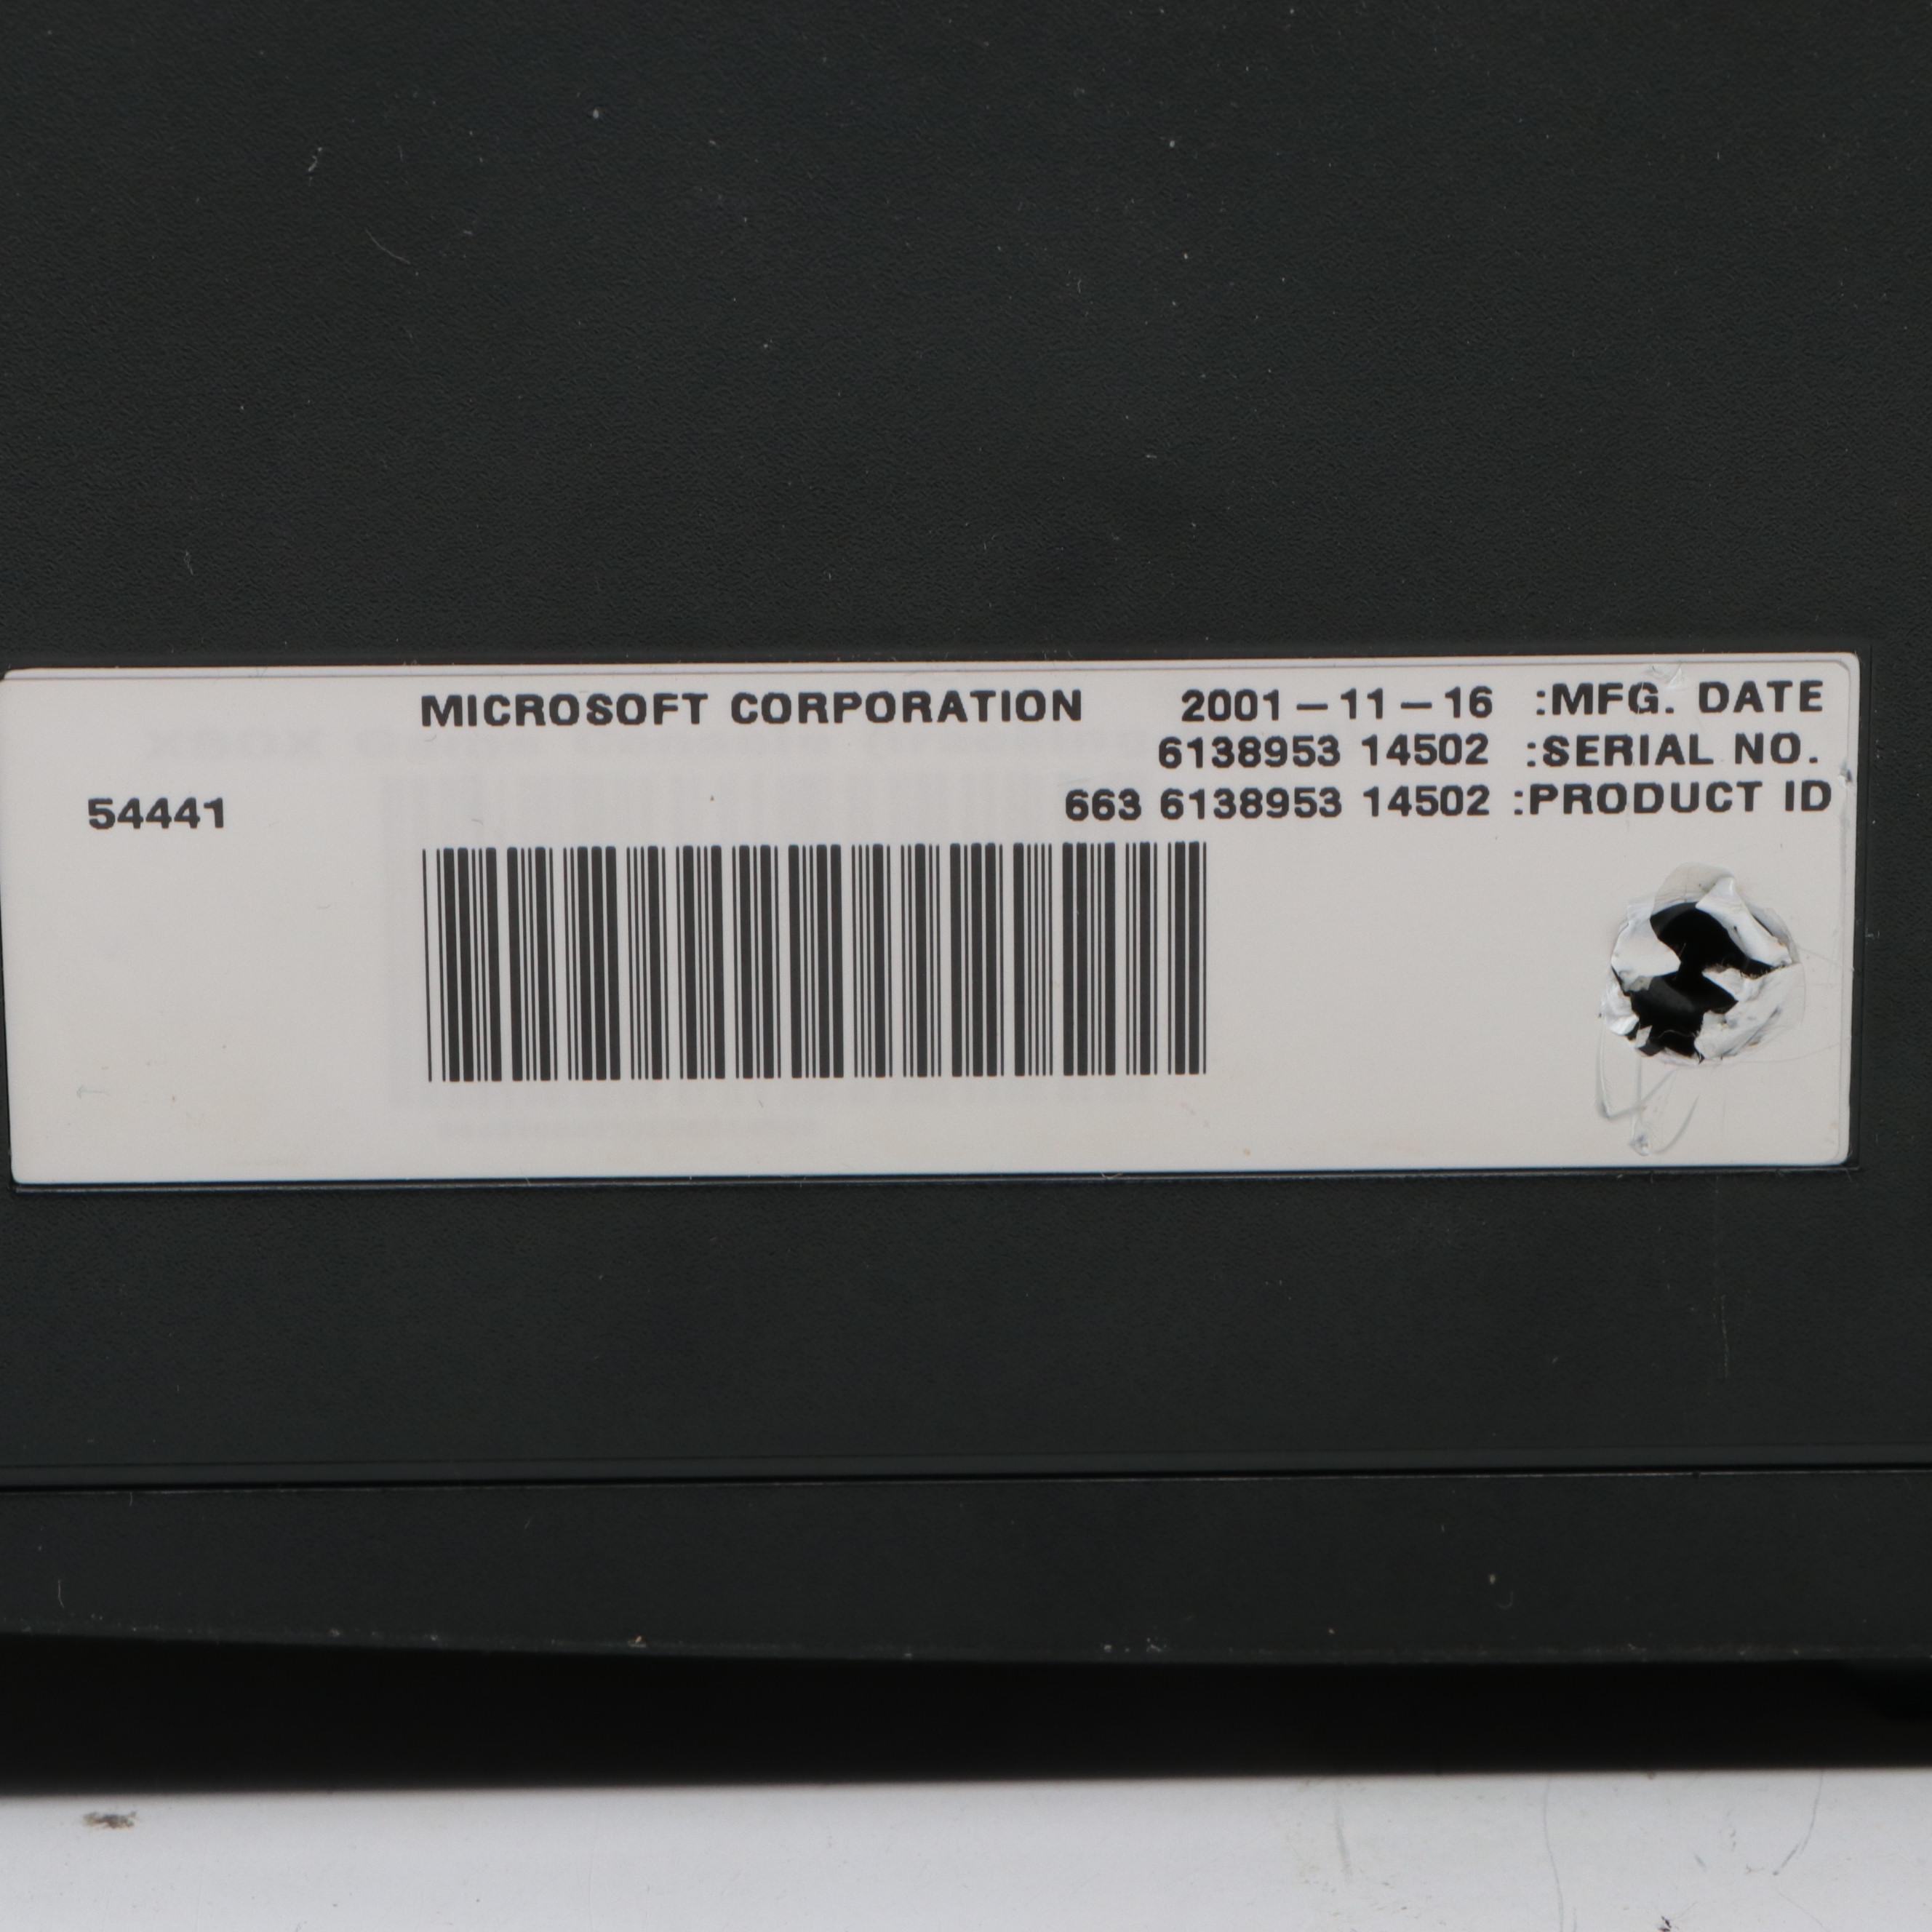 MICROSOFT CORPORATION 2001-11-16 :MFG. DATE
6138953 14502 :SERIAL NO.
54441 663 6138953 14502 :PRODUCT ID